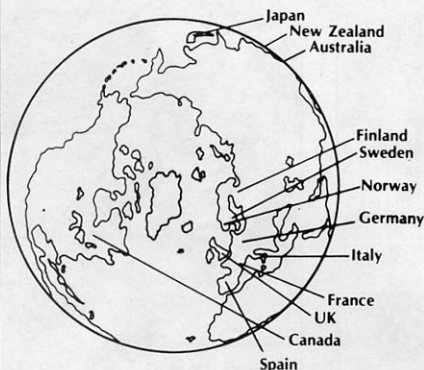 Japan
New Zealand
Australia
Finland
Sweden
Norway
Germany
Italy
France
UK
Canada
Spain